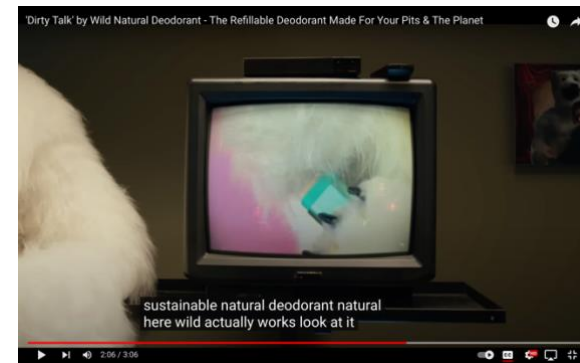 'Dirty Talk' by Wild Natural Deodorant - The Refillable Deodorant Made For Your Pits & The Planet
sustainable natural deodorant natural
here wild actually works look at it
2:06 / 3:06
CC